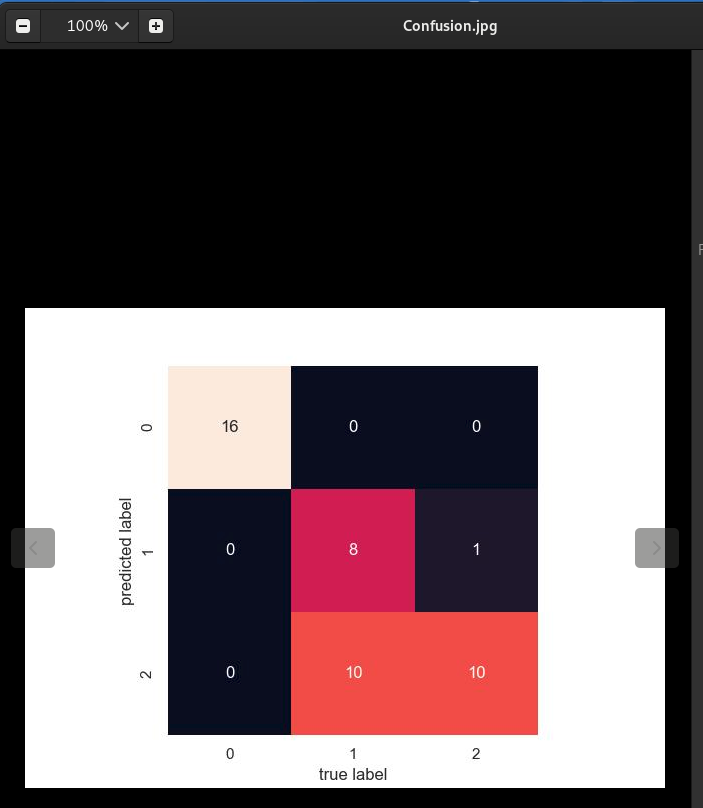 100% Confusion.jpg
0 16 0 0
predicted label
1 0 8 1
2 0 10 10
0 1 2
true label